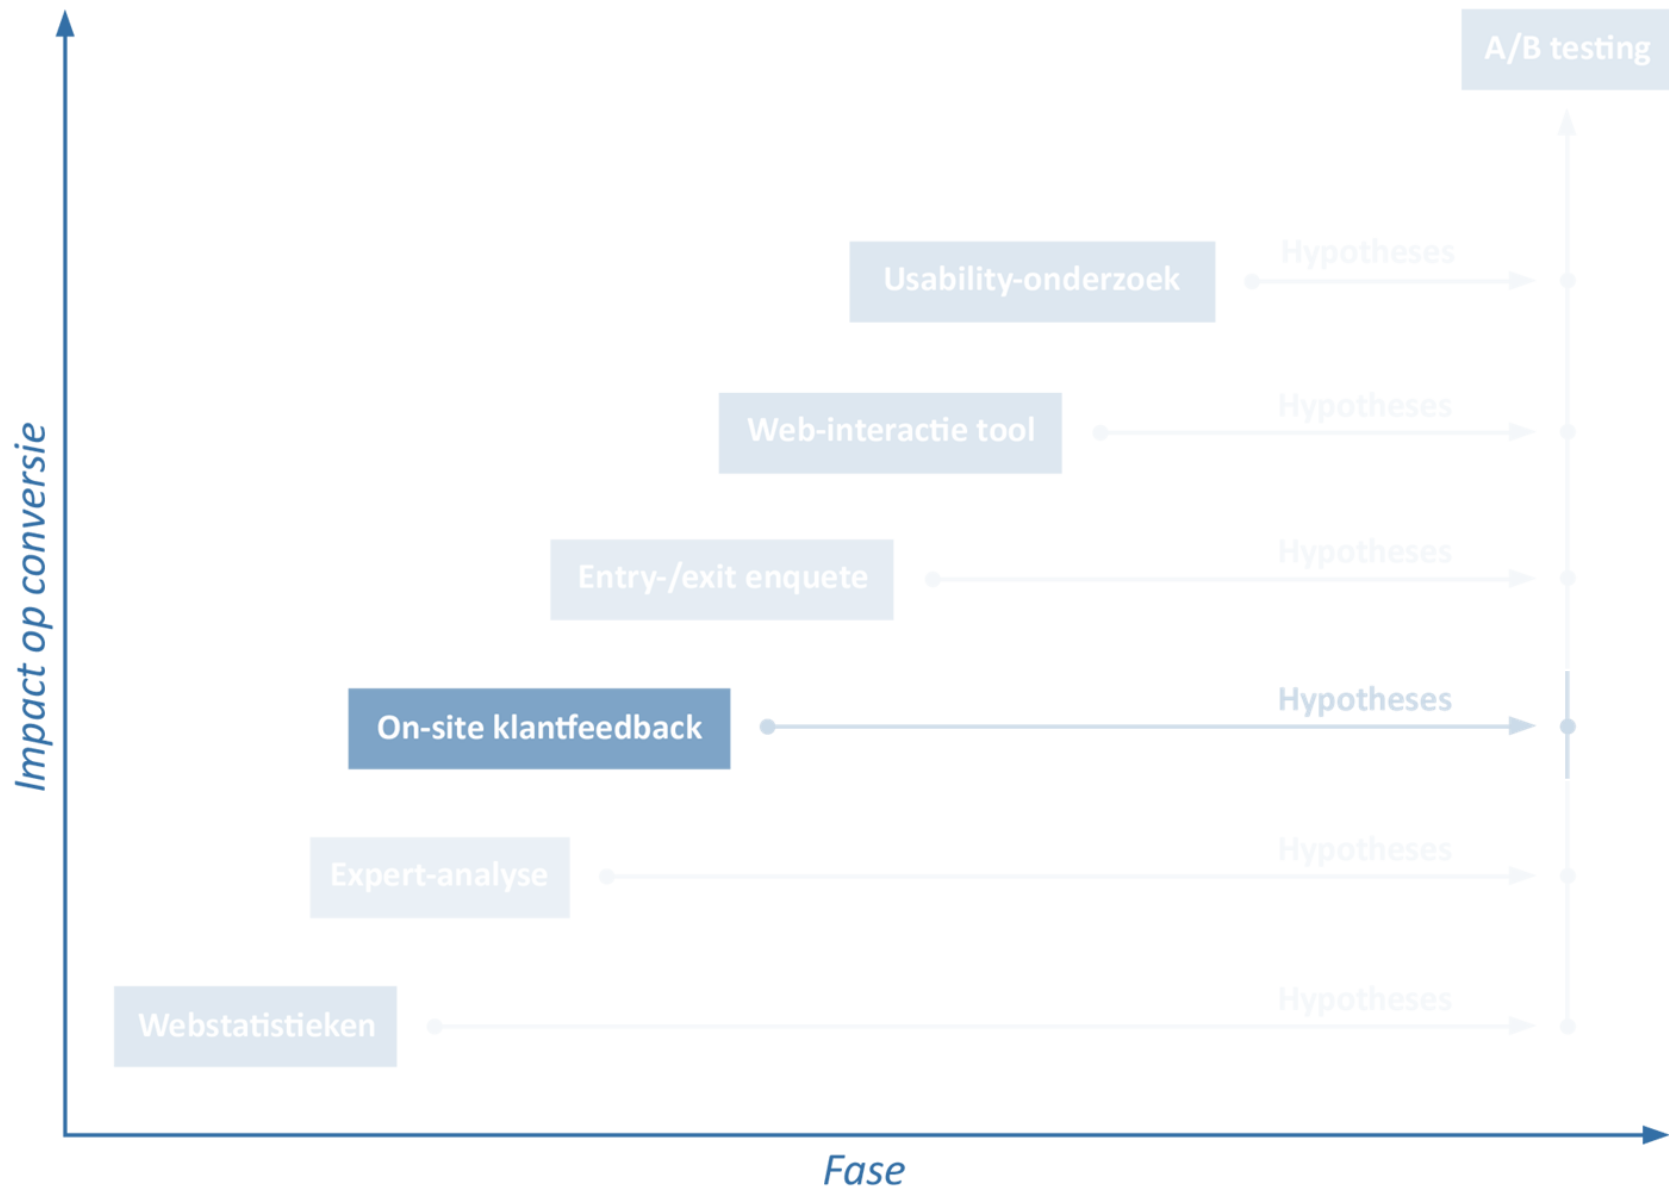 A/B testing
Usability-onderzoek
Hypotheses
Web-interactie tool
Hypotheses
Entry-/exit enquete
Hypotheses
On-site klantfeedback
Hypotheses
Expert-analyse
Hypotheses
Webstatistieken
Hypotheses
Impact op conversie
Fase